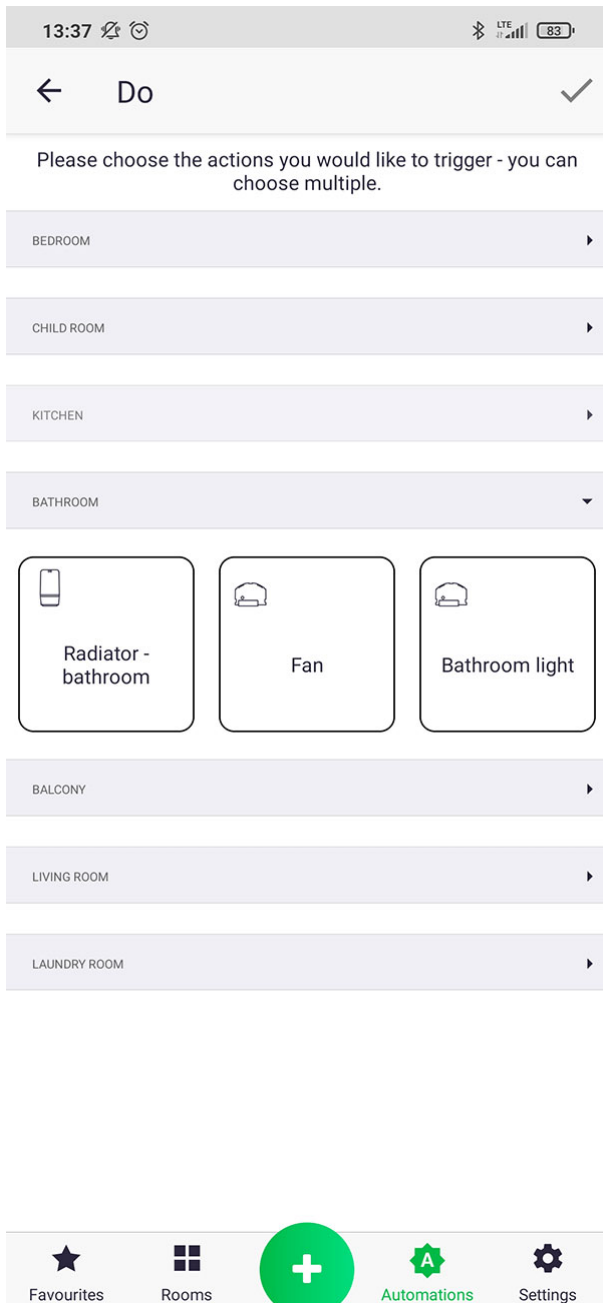 13:37 LTE 83
Do
Please choose the actions you would like to trigger - you can
choose multiple.
BEDROOM
CHILD ROOM
KITCHEN
BATHROOM
Radiator -
bathroom
Fan
Bathroom light
BALCONY
LIVING ROOM
LAUNDRY ROOM
A
Favourites Rooms Automations Settings